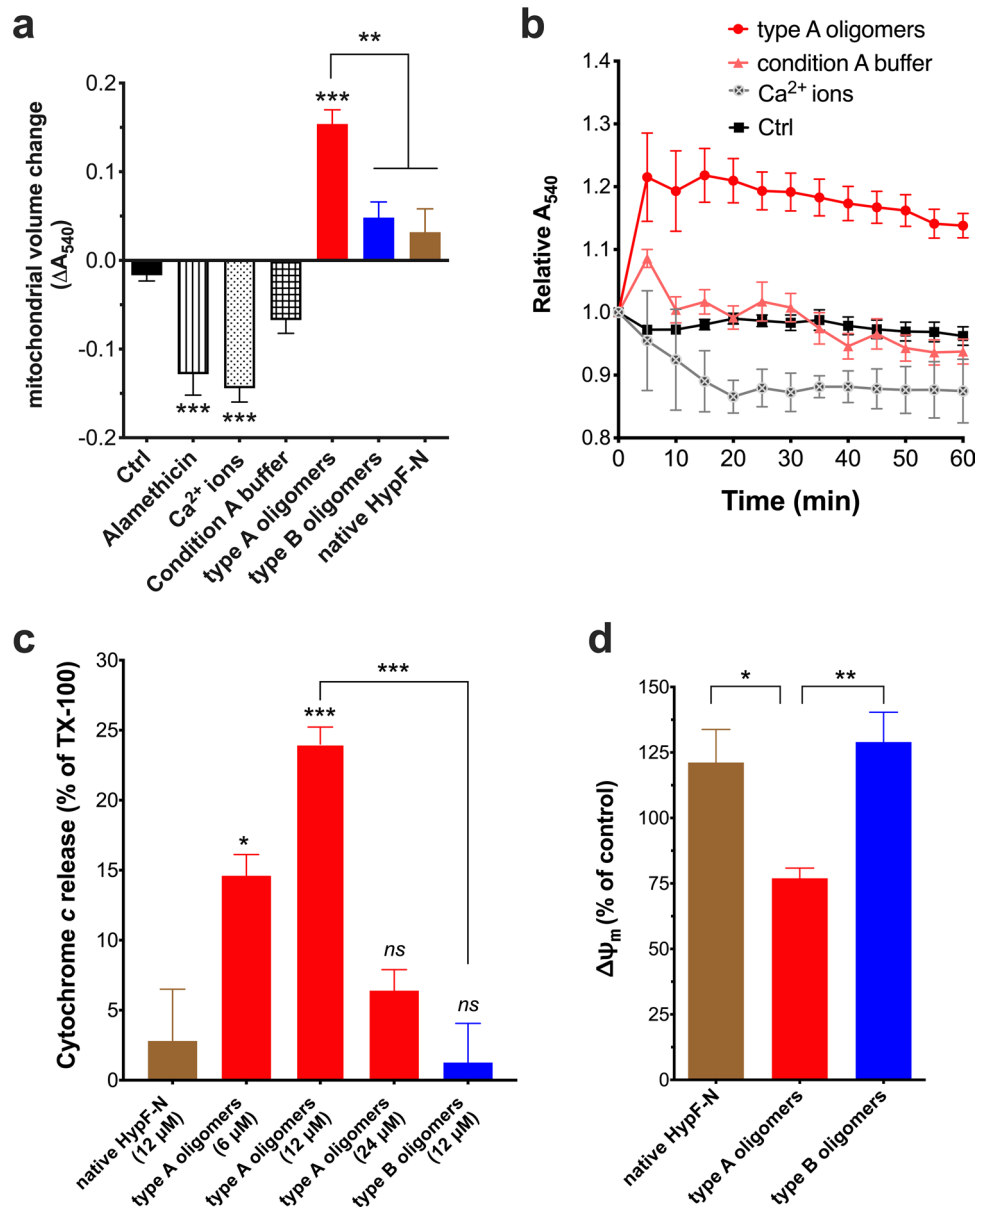 a
**
mitochondrial volume change
(ΔA540)
0.2
0.1
0.0
-0.1
-0.2
***
***
***
Ctrl
Alamethicin
Ca2+ ions
Condition A buffer
type A oligomers
type B oligomers
native HypF-N
b
type A oligomers
condition A buffer
Ca2+ ions
Ctrl
Relative A540
1.4
1.3
1.2
1.1
1.0
0.9
0.8
0 10 20 30 40 50 60
Time (min)
c
Cytochrome c release (% of TX-100)
30
25
20
15
10
5
0
***
***
*
ns
ns
native HypF-N
(12 μM)
type A oligomers
(6 μM)
type A oligomers
(12 μM)
type A oligomers
(24 μM)
type B oligomers
(12 μM)
d
Δψm (% of control)
150
125
100
75
50
25
0
* **
native HypF-N
type A oligomers
type B oligomers